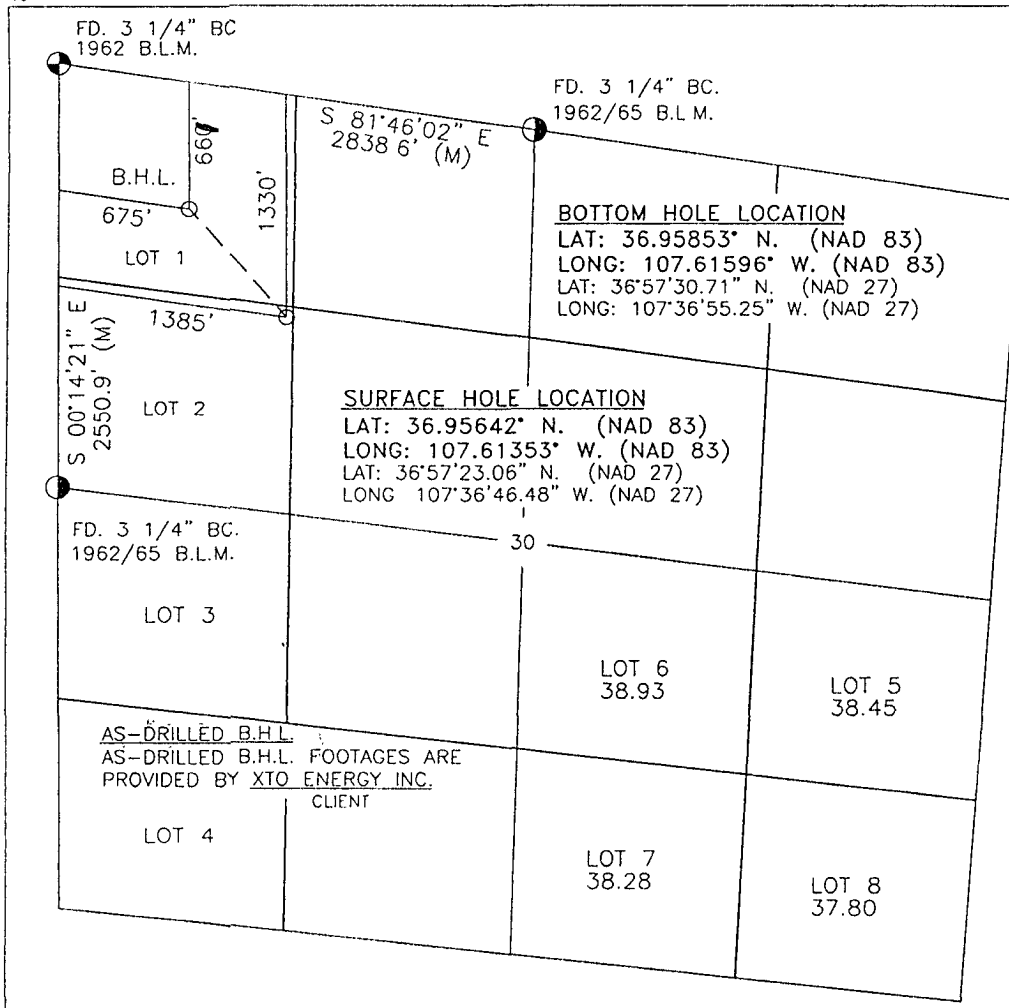 FD. 3 1/4" BC
1962 B.L.M.
FD. 3 1/4" BC.
1962/65 B.L M.
S 81°46'02" E
2838 6' (M)
660'
1330'
B.H.L.
675'
LOT 1
BOTTOM HOLE LOCATION
LAT: 36.95853° N. (NAD 83)
LONG: 107.61596° W. (NAD 83)
LAT: 36°57'30.71" N. (NAD 27)
LONG: 107°36'55.25" W. (NAD 27)
1385'
S 00°14'21" E
2550.9' (M)
LOT 2
SURFACE HOLE LOCATION
LAT: 36.95642° N. (NAD 83)
LONG: 107.61353° W. (NAD 83)
LAT: 36°57'23.06" N. (NAD 27)
LONG 107°36'46.48" W. (NAD 27)
FD. 3 1/4" BC.
1962/65 B.L.M.
30
LOT 3
LOT 6
38.93
LOT 5
38.45
AS-DRILLED B.H.L.
AS-DRILLED B.H.L. FOOTAGES ARE
PROVIDED BY XTO ENERGY INC.
CLIENT
LOT 4
LOT 7
38.28
LOT 8
37.80